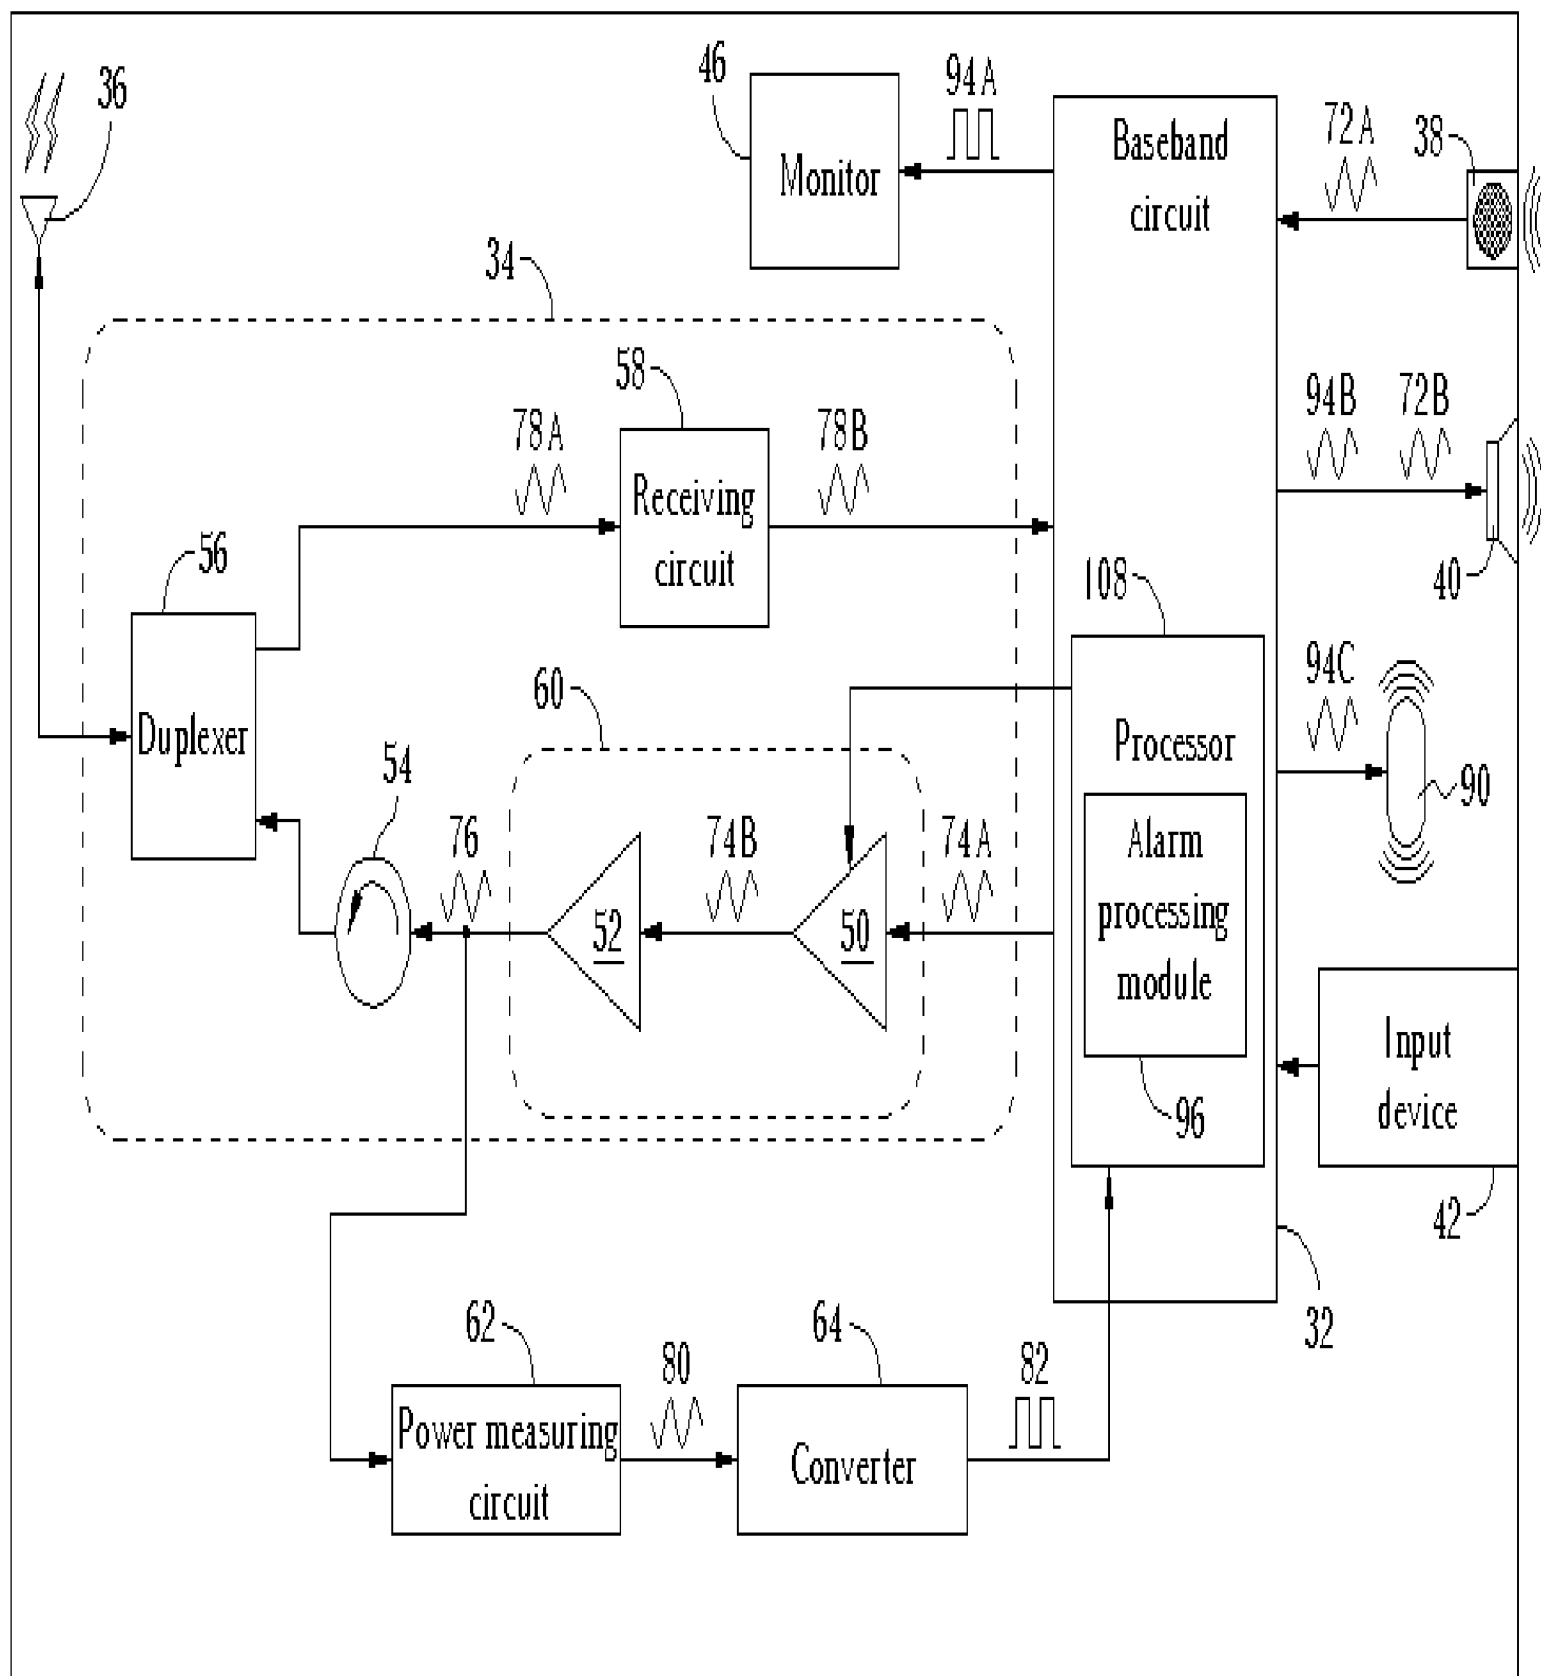 46
94A
36
Baseband
circuit
72A
38
Monitor
34
58
78A
78B
94B
72B
Receiving
circuit
56
108
40
60
94C
Duplexer
Processor
54
90
76
74B
74A
Alarm
processing
module
52
50
Input
device
96
42
62
64
32
80
82
Power measuring
circuit
Converter